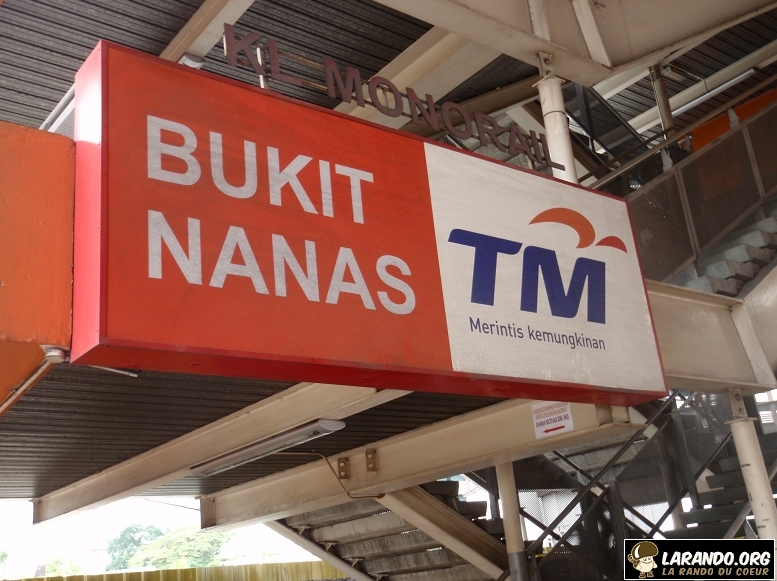 KL MONORAIL
BUKIT
NANAS
TM
Merintis kemungkinan
LARANDO.ORG
LA RANDO DU COEUR